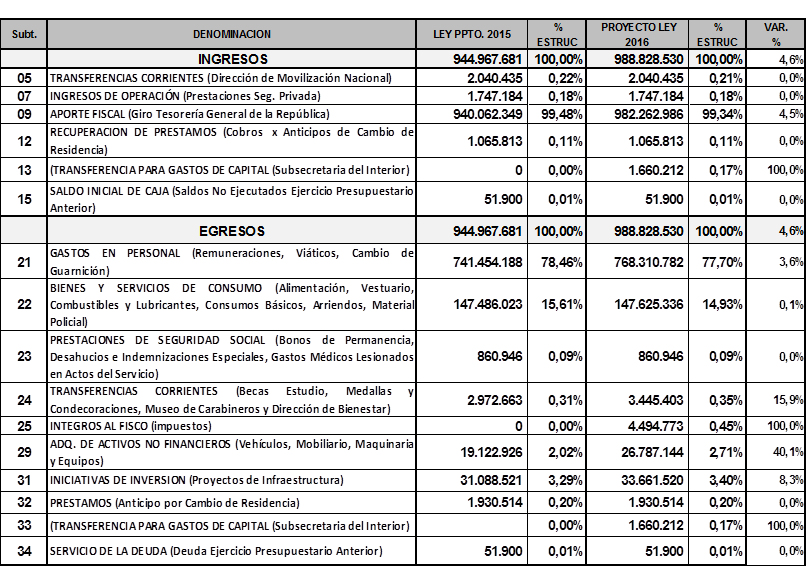 Subt. DENOMINACION LEY PPTO. 2015 % ESTRUC PROYECTO LEY 2016 % ESTRUC VAR. %
INGRESOS 944.967.681 100,00% 988.828.530 100,00% 4,6%
05 TRANSFERENCIAS CORRIENTES (Dirección de Movilización Nacional) 2.040.435 0,22% 2.040.435 0,21% 0,0%
07 INGRESOS DE OPERACIÓN (Prestaciones Seg. Privada) 1.747.184 0,18% 1.747.184 0,18% 0,0%
09 APORTE FISCAL (Giro Tesorería General de la República) 940.062.349 99,48% 982.262.986 99,34% 4,5%
12 RECUPERACION DE PRESTAMOS (Cobros x Anticipos de Cambio de
Residencia) 1.065.813 0,11% 1.065.813 0,11% 0,0%
13 (TRANSFERENCIA PARA GASTOS DE CAPITAL (Subsecretaria del Interior) 0 0,00% 1.660.212 0,17% 100,0%
15 SALDO INICIAL DE CAJA (Saldos No Ejecutados Ejercicio Presupuestario
Anterior) 51.900 0,01% 51.900 0,01% 0,0%
EGRESOS 944.967.681 100,00% 988.828.530 100,00% 4,6%
21 GASTOS EN PERSONAL (Remuneraciones, Viáticos, Cambio de
Guarnición) 741.454.188 78,46% 768.310.782 77,70% 3,6%
22 BIENES Y SERVICIOS DE CONSUMO (Alimentación, Vestuario,
Combustibles y Lubricantes, Consumos Básicos, Arriendos, Material
Policial) 147.486.023 15,61% 147.625.336 14,93% 0,1%
23 PRESTACIONES DE SEGURIDAD SOCIAL (Bonos de Permanencia,
Desahucios e Indemnizaciones Especiales, Gastos Médicos Lesionados
en Actos del Servicio) 860.946 0,09% 860.946 0,09% 0,0%
24 TRANSFERENCIAS CORRIENTES (Becas Estudio, Medallas y
Condecoraciones, Museo de Carabineros y Dirección de Bienestar) 2.972.663 0,31% 3.445.403 0,35% 15,9%
25 INTEGROS AL FISCO (impuestos) 0 0,00% 4.494.773 0,45% 100,0%
29 ADQ. DE ACTIVOS NO FINANCIEROS (Vehículos, Mobiliario, Maquinaria
y Equipos) 19.122.926 2,02% 26.787.144 2,71% 40,1%
31 INICIATIVAS DE INVERSION (Proyectos de Infraestructura) 31.088.521 3,29% 33.661.520 3,40% 8,3%
32 PRESTAMOS (Anticipo por Cambio de Residencia) 1.930.514 0,20% 1.930.514 0,20% 0,0%
33 (TRANSFERENCIA PARA GASTOS DE CAPITAL (Subsecretaria del Interior) 0,00% 1.660.212 0,17% 100,0%
34 SERVICIO DE LA DEUDA (Deuda Ejercicio Presupuestario Anterior) 51.900 0,01% 51.900 0,01% 0,0%